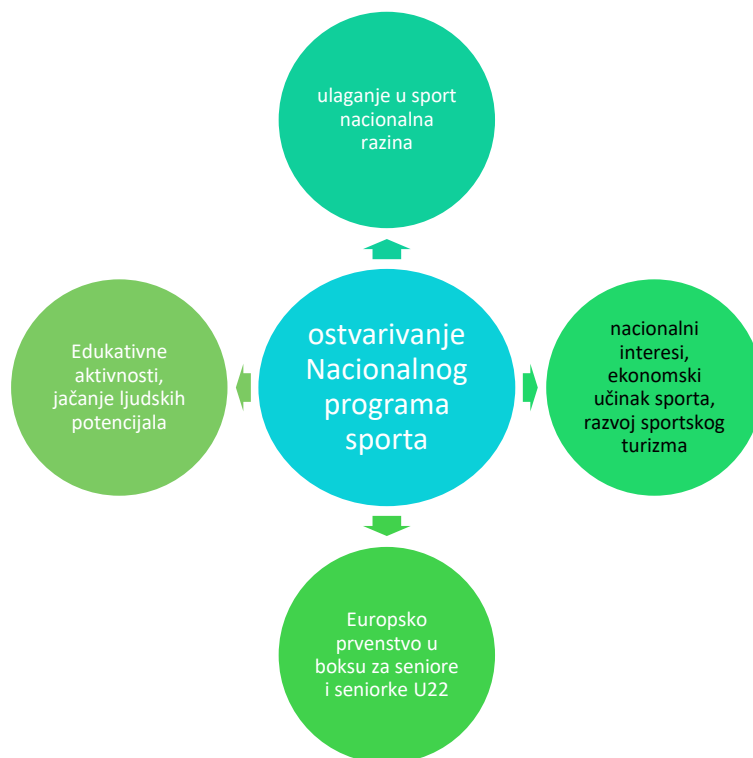 ulaganje u sport
nacionalna
razina
Edukativne
aktivnosti,
jačanje ljudskih
potencijala
ostvarivanje
Nacionalnog
programa
sporta
nacionalni
interesi,
ekonomski
učinak sporta,
razvoj sportskog
turizma
Europsko
prvenstvo u
boksu za seniore
i seniorke U22